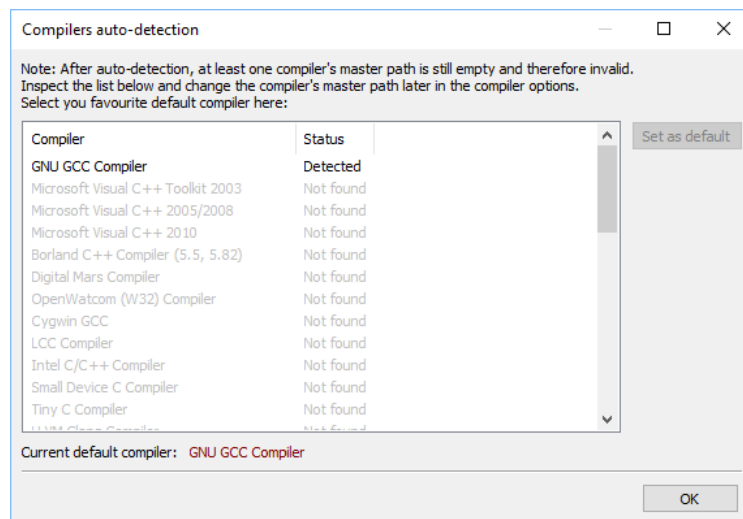 Compilers auto-detection
Note: After auto-detection, at least one compiler's master path is still empty and therefore invalid.
Inspect the list below and change the compiler's master path later in the compiler options.
Select you favourite default compiler here:
Compiler Status
Set as default
GNU GCC Compiler Detected
Microsoft Visual C++ Toolkit 2003 Not found
Microsoft Visual C++ 2005/2008 Not found
Microsoft Visual C++ 2010 Not found
Borland C++ Compiler (5.5, 5.82) Not found
Digital Mars Compiler Not found
OpenWatcom (W32) Compiler Not found
Cygwin GCC Not found
LCC Compiler Not found
Intel C/C++ Compiler Not found
Small Device C Compiler Not found
Tiny C Compiler Not found
Current default compiler: GNU GCC Compiler
OK